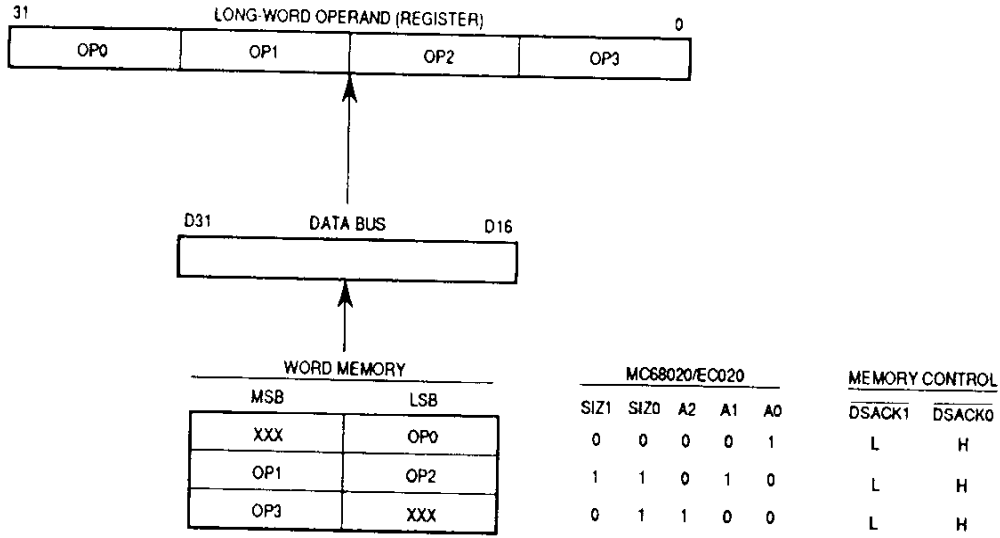 31 LONG-WORD OPERAND (REGISTER) 0
OP0 OP1 OP2 OP3
D31 DATA BUS D16
WORD MEMORY MC68020/EC020 MEMORY CONTROL
MSB LSB SIZ1 SIZ0 A2 A1 A0 DSACK1 DSACK0
XXX OP0 0 0 0 0 1 L H
OP1 OP2 1 1 0 1 0 L H
OP3 XXX 0 1 1 0 0 L H